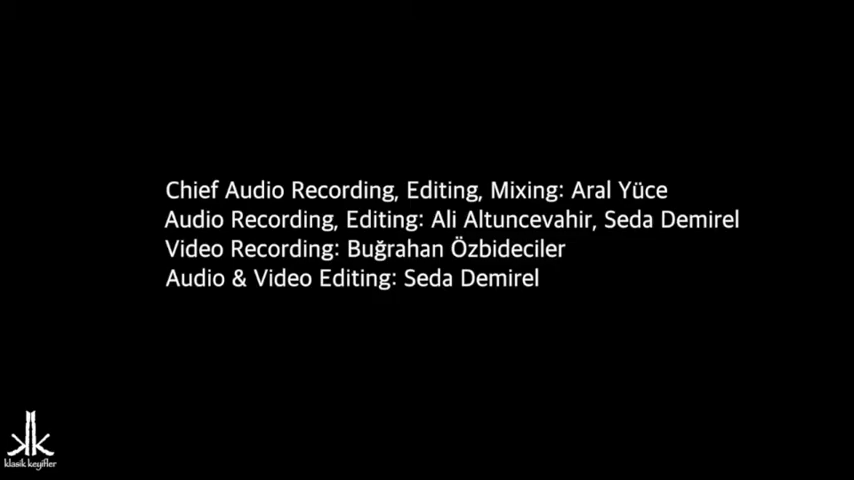 Chief Audio Recording, Editing, Mixing: Aral Yüce
Audio Recording, Editing: Ali Altuncevahir, Seda Demirel
Video Recording: Buğrahan Özbideciler
Audio & Video Editing: Seda Demirel
klasik keyifler